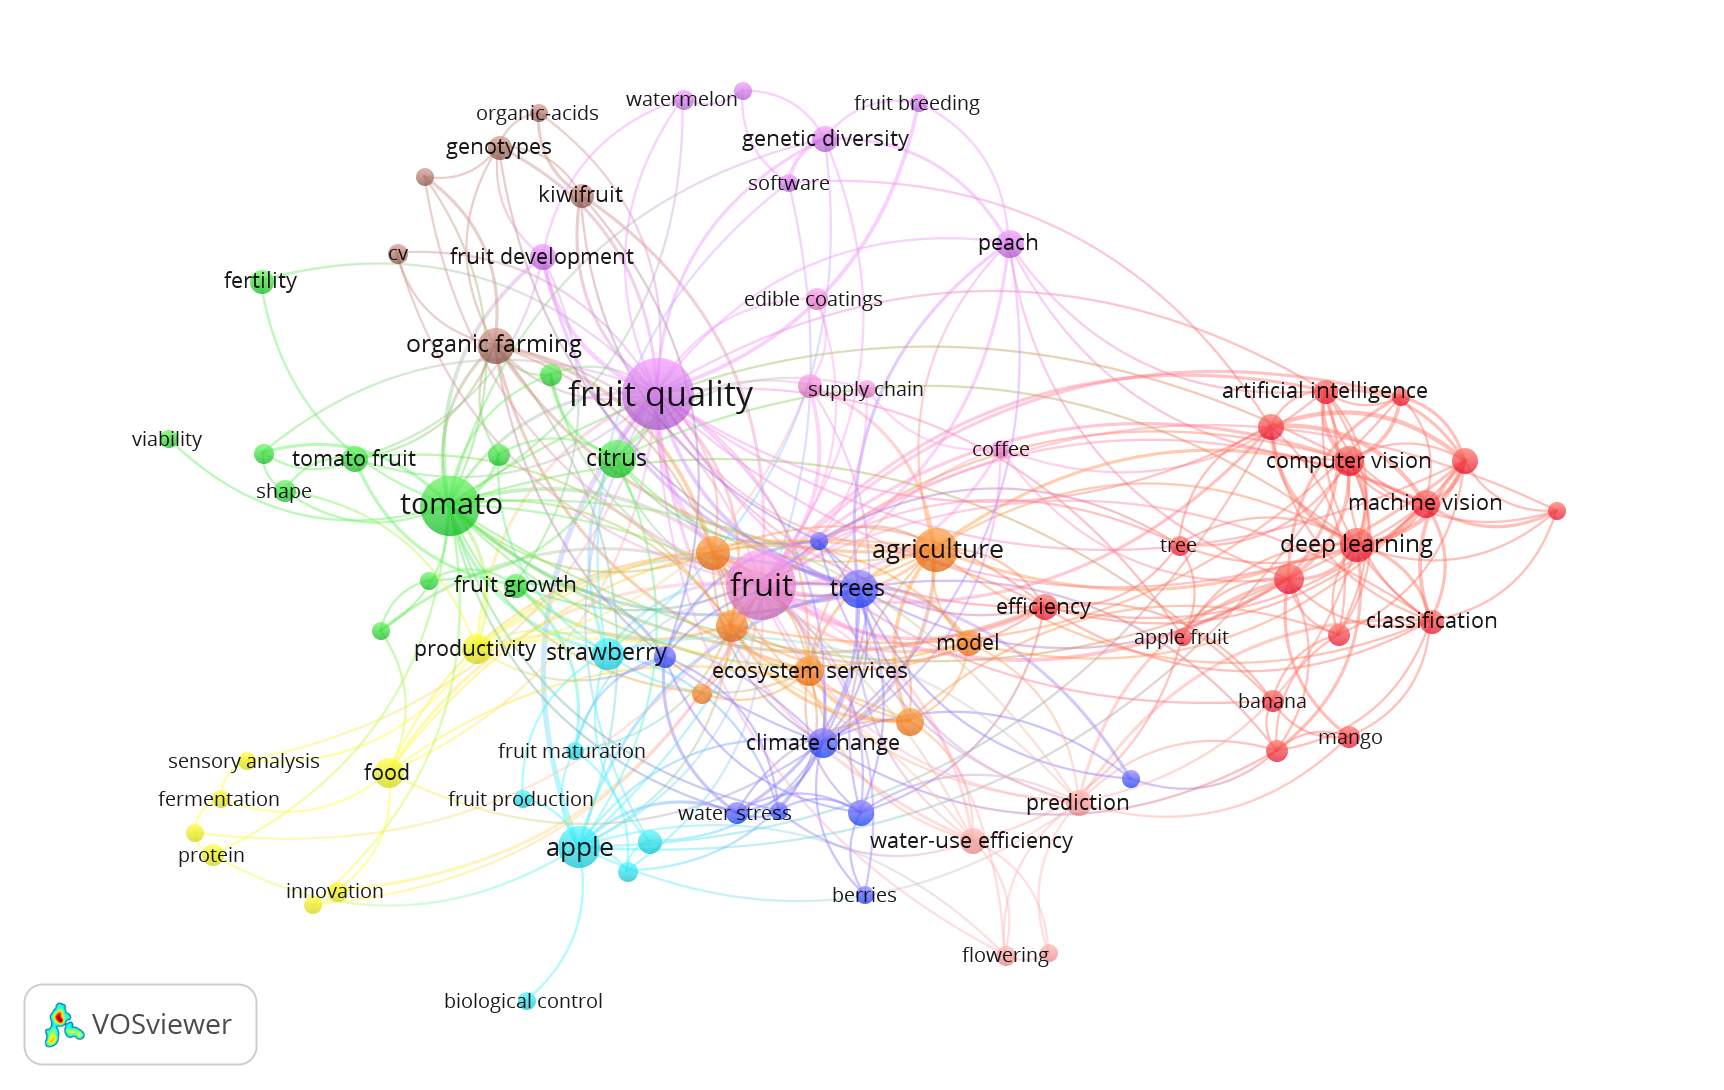 watermelon
fruit breeding
organic-acids
genetic diversity
genotypes
software
kiwifruit
peach
cv
fruit development
fertility
edible coatings
organic farming
fruit quality
supply chain
artificial intelligence
viability
tomato fruit
citrus
coffee
computer vision
shape
tomato
machine vision
agriculture
tree
deep learning
fruit growth
fruit
trees
efficiency
classification
productivity
strawberry
model
apple fruit
ecosystem services
banana
climate change
fruit maturation
mango
sensory analysis
food
fermentation
fruit production
water stress
prediction
protein
apple
water-use efficiency
innovation
berries
flowering
biological control
VOSviewer